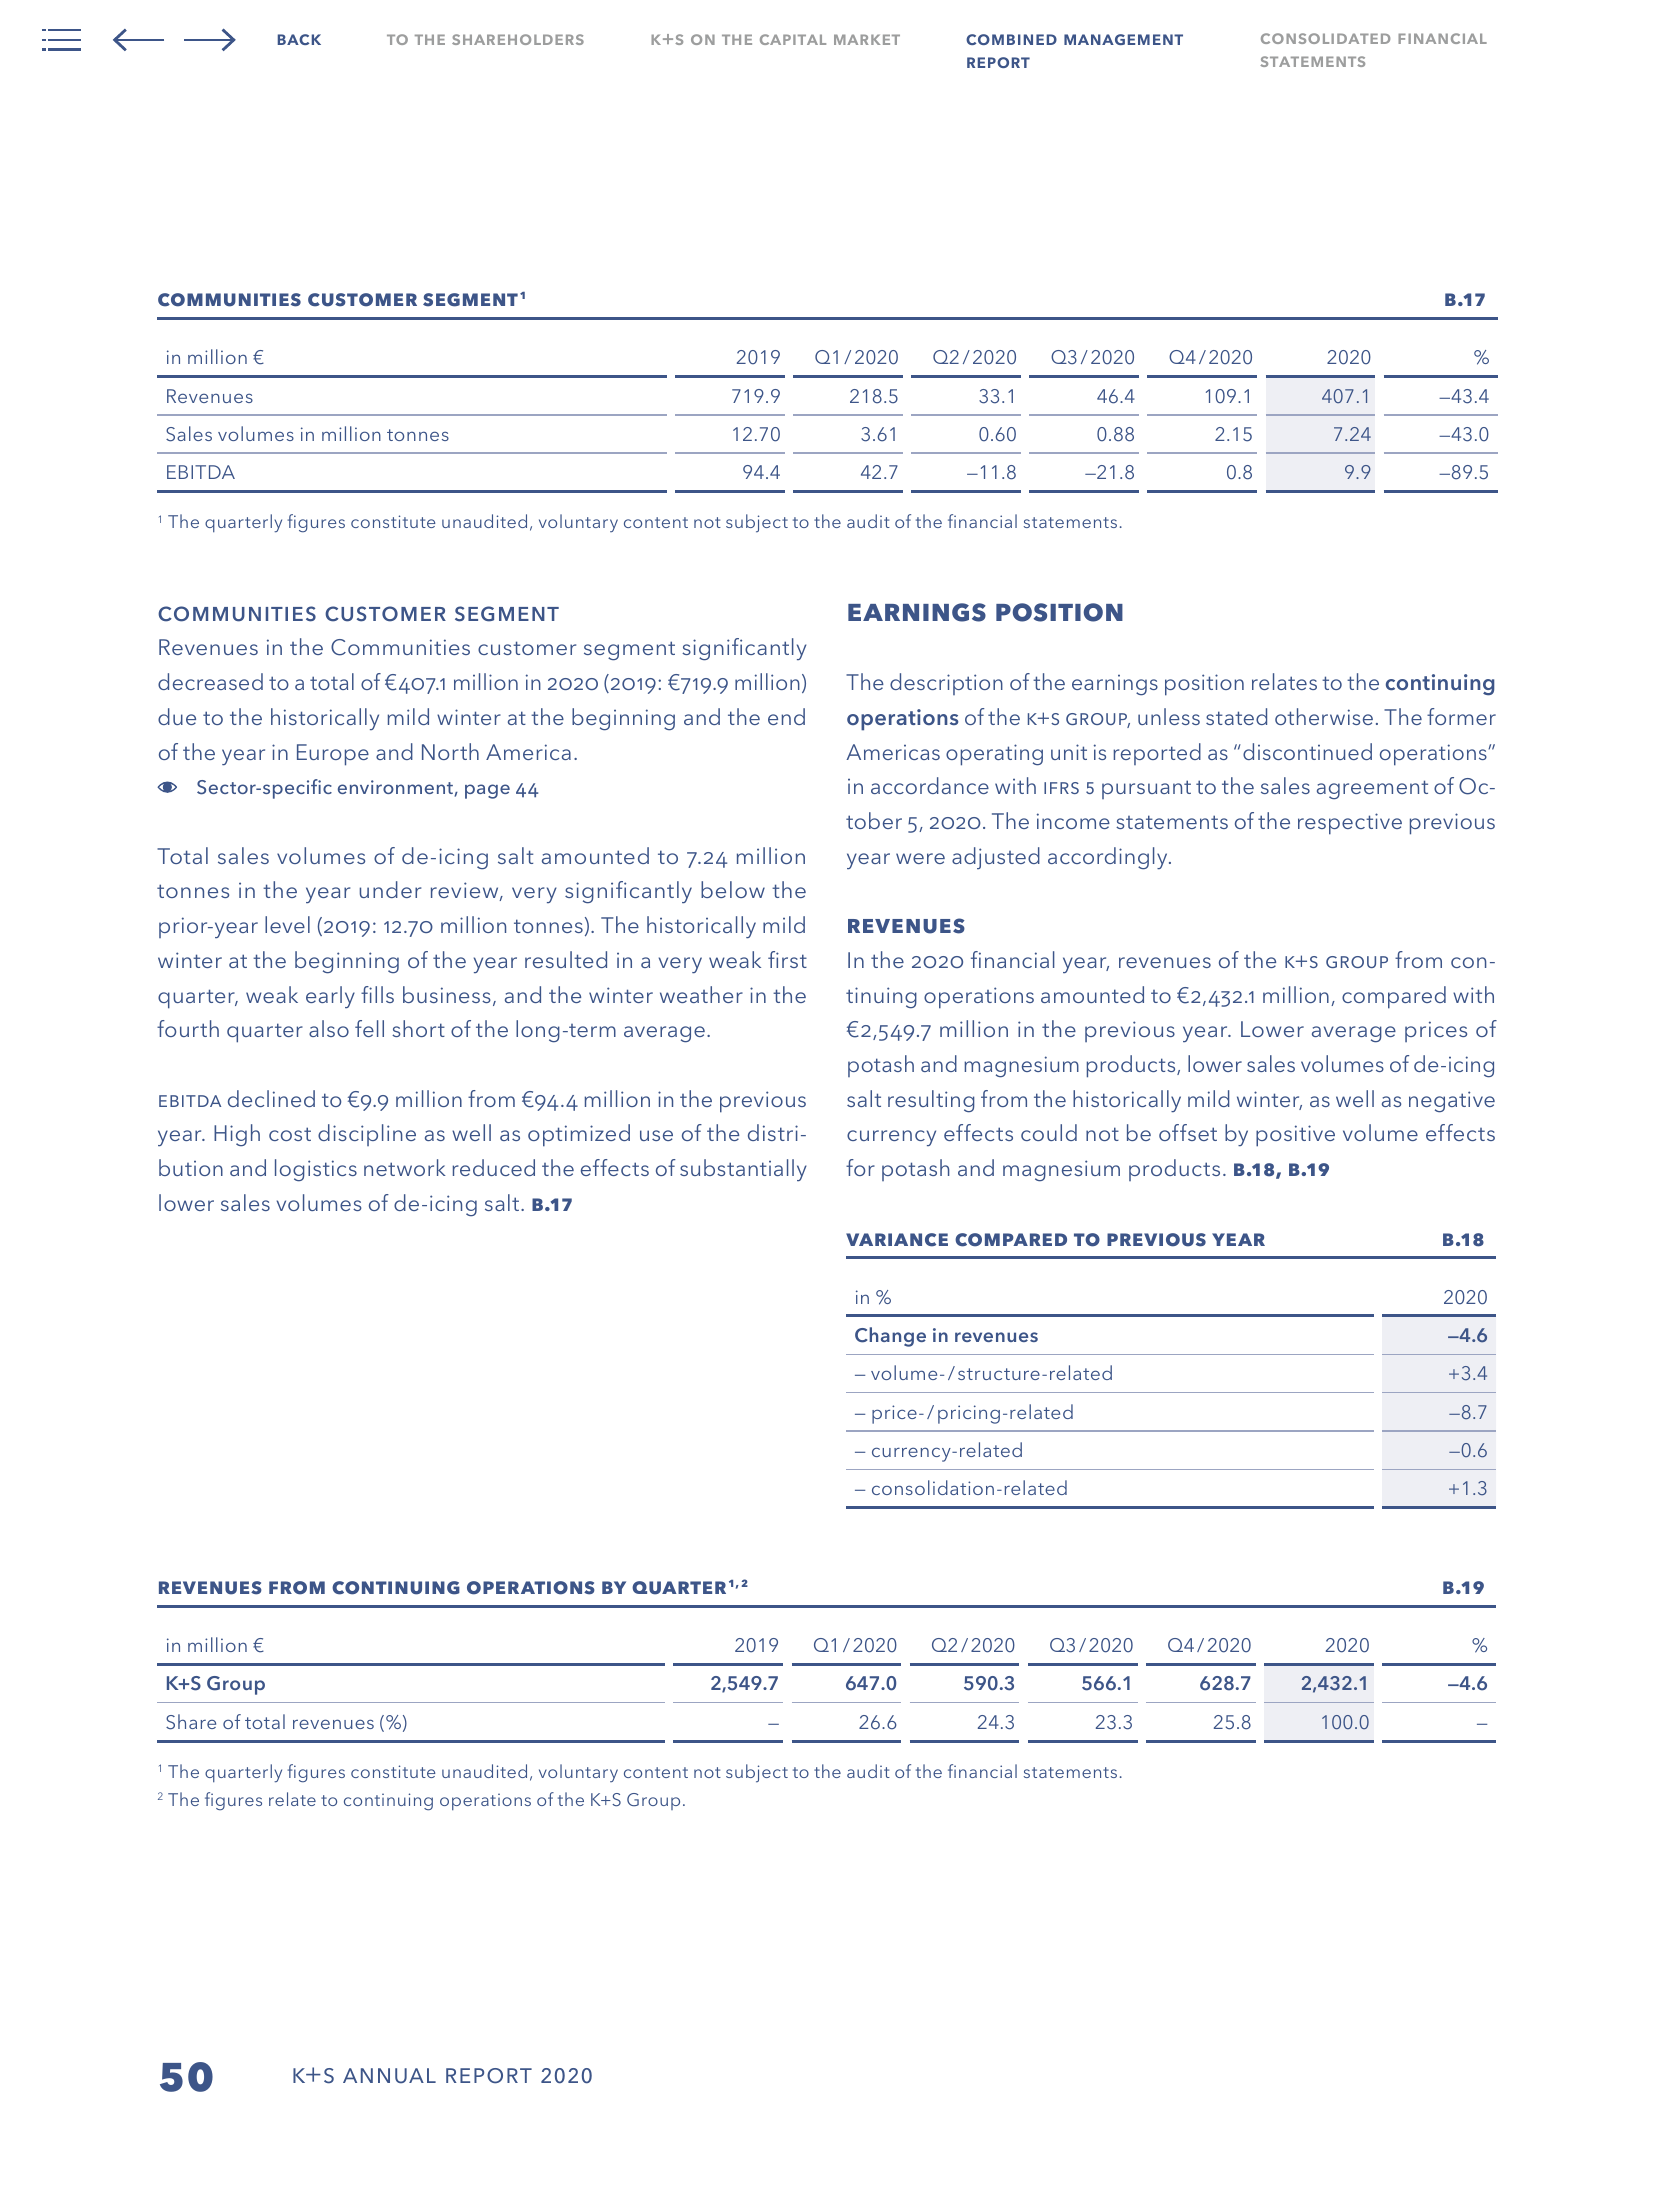 BACK
TO THE SHAREHOLDERS
K+S ON THE CAPITAL MARKET
COMBINED MANAGEMENT
REPORT
CONSOLIDATED FINANCIAL
STATEMENTS
COMMUNITIES CUSTOMER SEGMENT¹ B.17
in million € 2019 Q1/2020 Q2/2020 Q3/2020 Q4/2020 2020 %
Revenues 719.9 218.5 33.1 46.4 109.1 407.1 –43.4
Sales volumes in million tonnes 12.70 3.61 0.60 0.88 2.15 7.24 –43.0
EBITDA 94.4 42.7 –11.8 –21.8 0.8 9.9 –89.5
¹ The quarterly figures constitute unaudited, voluntary content not subject to the audit of the financial statements.
COMMUNITIES CUSTOMER SEGMENT
Revenues in the Communities customer segment significantly
decreased to a total of €407.1 million in 2020 (2019: €719.9 million)
due to the historically mild winter at the beginning and the end
of the year in Europe and North America.
Sector-specific environment, page 44
Total sales volumes of de-icing salt amounted to 7.24 million
tonnes in the year under review, very significantly below the
prior-year level (2019: 12.70 million tonnes). The historically mild
winter at the beginning of the year resulted in a very weak first
quarter, weak early fills business, and the winter weather in the
fourth quarter also fell short of the long-term average.
EBITDA declined to €9.9 million from €94.4 million in the previous
year. High cost discipline as well as optimized use of the distri-
bution and logistics network reduced the effects of substantially
lower sales volumes of de-icing salt. B.17
EARNINGS POSITION
The description of the earnings position relates to the continuing
operations of the K+S GROUP, unless stated otherwise. The former
Americas operating unit is reported as “discontinued operations”
in accordance with IFRS 5 pursuant to the sales agreement of Oc-
tober 5, 2020. The income statements of the respective previous
year were adjusted accordingly.
REVENUES
In the 2020 financial year, revenues of the K+S GROUP from con-
tinuing operations amounted to €2,432.1 million, compared with
€2,549.7 million in the previous year. Lower average prices of
potash and magnesium products, lower sales volumes of de-icing
salt resulting from the historically mild winter, as well as negative
currency effects could not be offset by positive volume effects
for potash and magnesium products. B.18, B.19
VARIANCE COMPARED TO PREVIOUS YEAR B.18
in % 2020
Change in revenues –4.6
– volume-/structure-related +3.4
– price-/pricing-related –8.7
– currency-related –0.6
– consolidation-related +1.3
REVENUES FROM CONTINUING OPERATIONS BY QUARTER¹,² B.19
in million € 2019 Q1/2020 Q2/2020 Q3/2020 Q4/2020 2020 %
K+S Group 2,549.7 647.0 590.3 566.1 628.7 2,432.1 –4.6
Share of total revenues (%) – 26.6 24.3 23.3 25.8 100.0 –
¹ The quarterly figures constitute unaudited, voluntary content not subject to the audit of the financial statements.
² The figures relate to continuing operations of the K+S Group.
50 K+S ANNUAL REPORT 2020